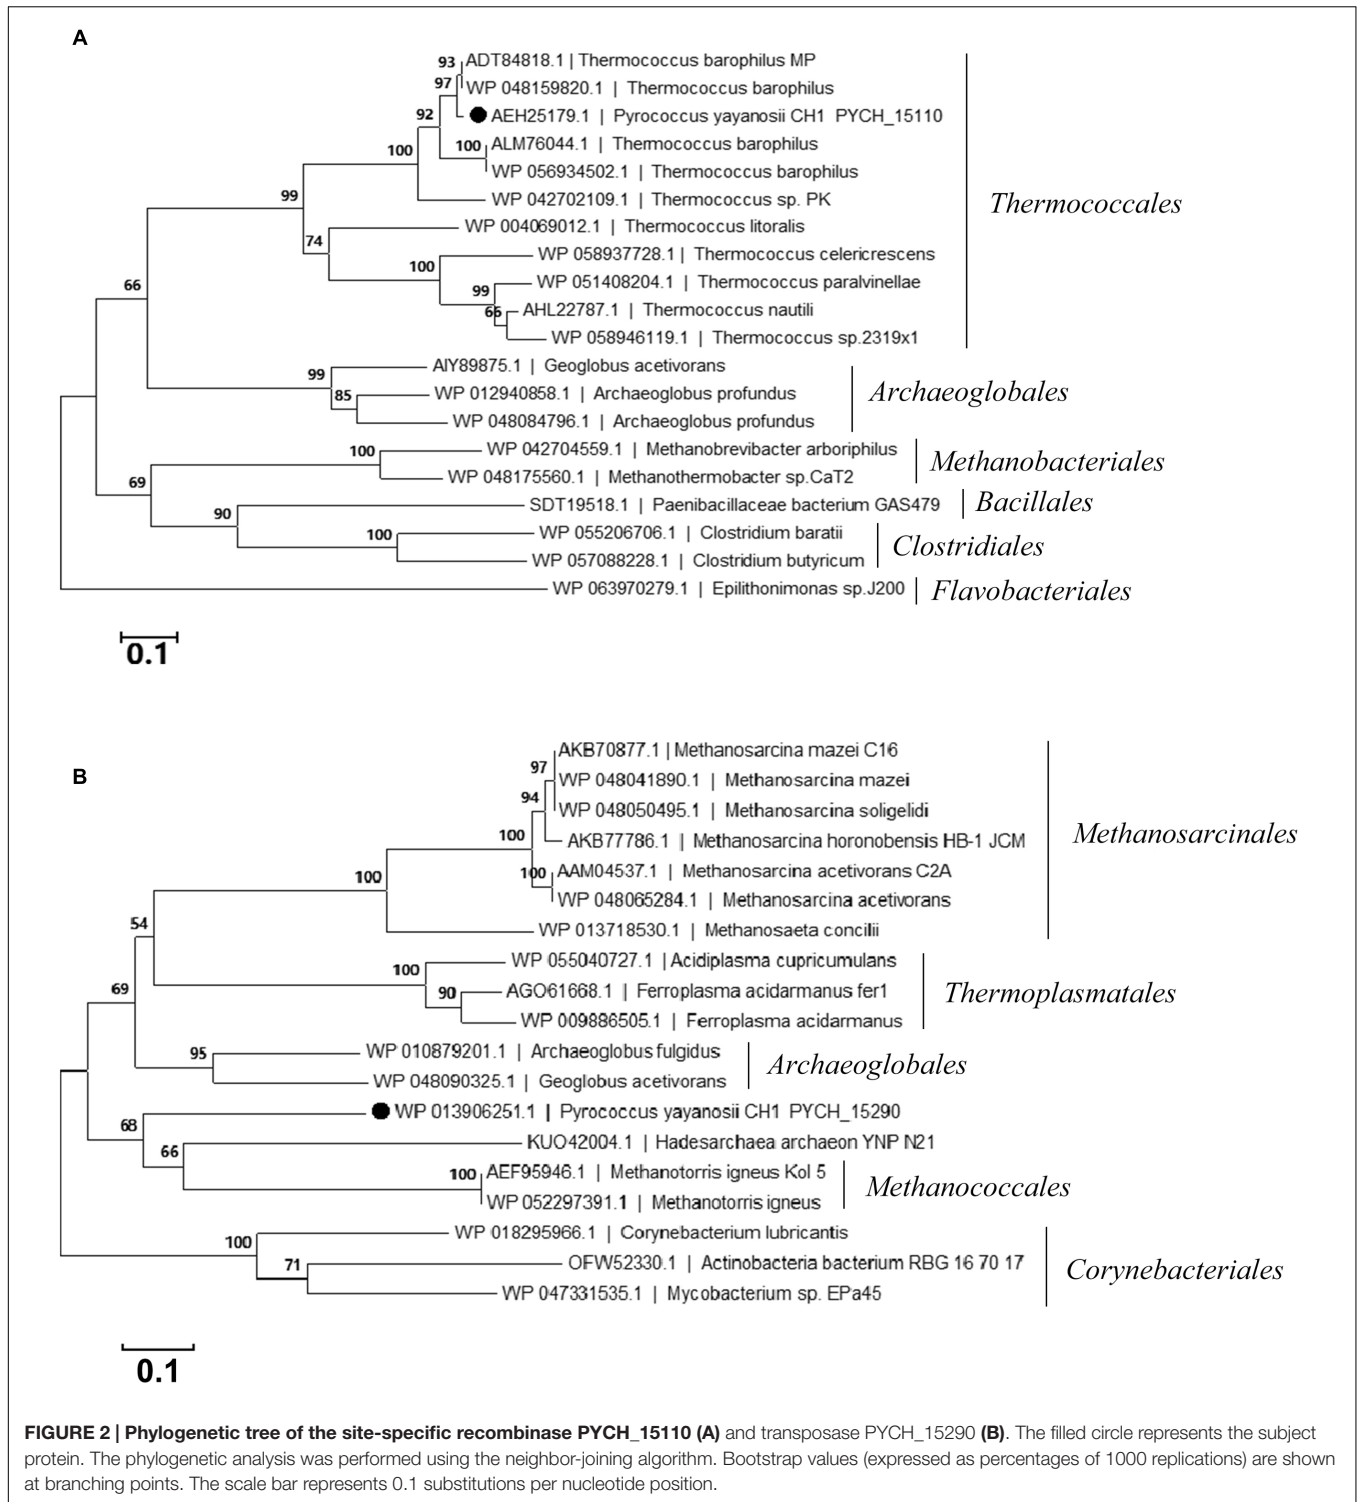 A
93 ADT84818.1 | Thermococcus barophilus MP
97 WP 048159820.1 | Thermococcus barophilus
92 AEH25179.1 | Pyrococcus yayanosii CH1 PYCH_15110
100 100 ALM76044.1 | Thermococcus barophilus
WP 056934502.1 | Thermococcus barophilus
99 WP 042702109.1 | Thermococcus sp. PK
Thermococcales
WP 004069012.1 | Thermococcus litoralis
74
WP 058937728.1 | Thermococcus celericrescens
100
66 99 WP 051408204.1 | Thermococcus paralvinellae
66 AHL22787.1 | Thermococcus nautili
WP 058946119.1 | Thermococcus sp.2319x1
99 AIY89875.1 | Geoglobus acetivorans
85 WP 012940858.1 | Archaeoglobus profundus
Archaeoglobales
WP 048084796.1 | Archaeoglobus profundus
100 WP 042704559.1 | Methanobrevibacter arboriphilus
Methanobacteriales
69 WP 048175560.1 | Methanothermobacter sp.CaT2
90 SDT19518.1 | Paenibacillaceae bacterium GAS479
Bacillales
100 WP 055206706.1 | Clostridium baratii
Clostridiales
WP 057088228.1 | Clostridium butyricum
WP 063970279.1 | Epilithonimonas sp.J200
Flavobacteriales
0.1
B
AKB70877.1 | Methanosarcina mazei C16
97 WP 048041890.1 | Methanosarcina mazei
94 WP 048050495.1 | Methanosarcina soligelidi
100 AKB77786.1 | Methanosarcina horonobensis HB-1 JCM
Methanosarcinales
100 100 AAM04537.1 | Methanosarcina acetivorans C2A
WP 048065284.1 | Methanosarcina acetivorans
54 WP 013718530.1 | Methanosaeta concilii
100 WP 055040727.1 | Acidiplasma cupricumulans
69 90 AGO61668.1 | Ferroplasma acidarmanus fer1
Thermoplasmatales
WP 009886505.1 | Ferroplasma acidarmanus
95 WP 010879201.1 | Archaeoglobus fulgidus
Archaeoglobales
WP 048090325.1 | Geoglobus acetivorans
68 WP 013906251.1 | Pyrococcus yayanosii CH1 PYCH_15290
66 KUO42004.1 | Hadesarchaea archaeon YNP N21
100 AEF95946.1 | Methanotorris igneus Kol 5
Methanococcales
WP 052297391.1 | Methanotorris igneus
100 WP 018295966.1 | Corynebacterium lubricantis
71 OFW52330.1 | Actinobacteria bacterium RBG 16 70 17
Corynebacteriales
WP 047331535.1 | Mycobacterium sp. EPa45
0.1
FIGURE 2 | Phylogenetic tree of the site-specific recombinase PYCH_15110 (A) and transposase PYCH_15290 (B). The filled circle represents the subject
protein. The phylogenetic analysis was performed using the neighbor-joining algorithm. Bootstrap values (expressed as percentages of 1000 replications) are shown
at branching points. The scale bar represents 0.1 substitutions per nucleotide position.